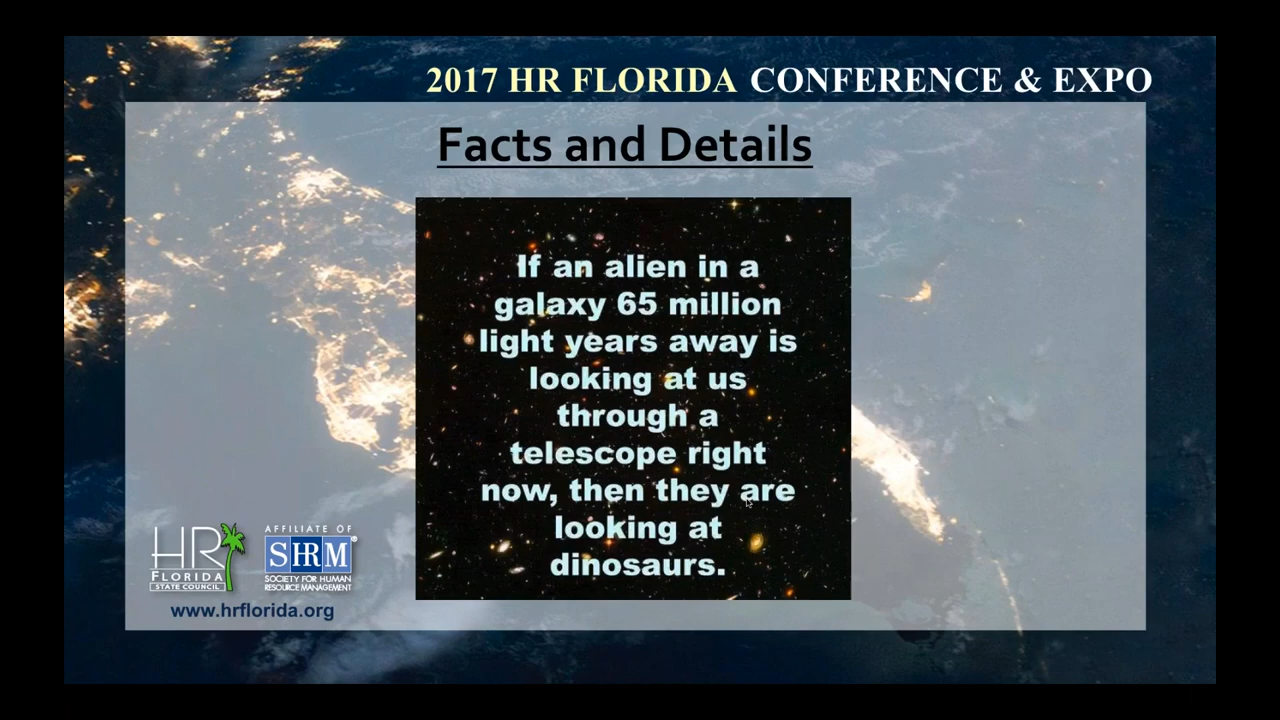 2017 HR FLORIDA CONFERENCE & EXPO
Facts and Details
If an alien in a
galaxy 65 million
light years away is
looking at us
through a
telescope right
now, then they are
looking at
dinosaurs.
HR
FLORIDA
STATE COUNCIL
AFFILIATE OF
SHRM®
SOCIETY FOR HUMAN
RESOURCE MANAGEMENT
www.hrflorida.org